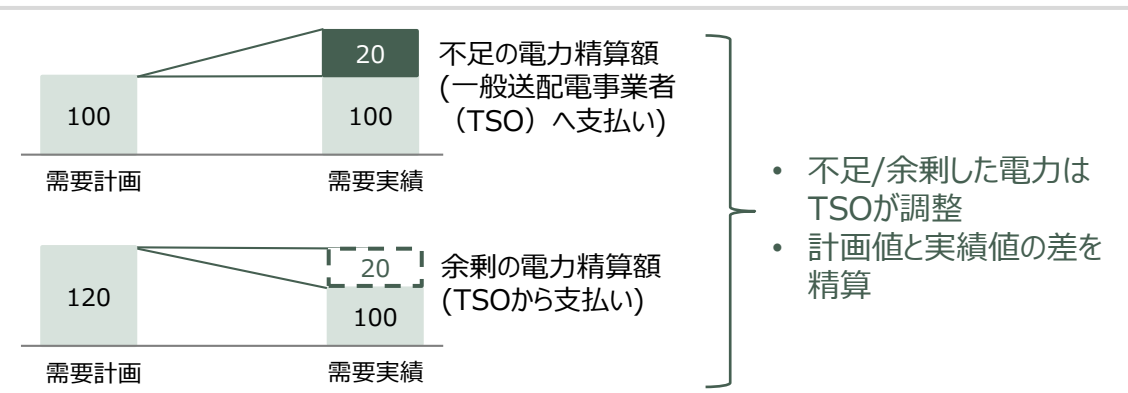 20
100
100
不足の電力精算額
(一般送配電事業者
（TSO）へ支払い)
需要計画
需要実績
20
120
100
余剰の電力精算額
(TSOから支払い)
需要計画
需要実績
• 不足/余剰した電力は
TSOが調整
• 計画値と実績値の差を
精算